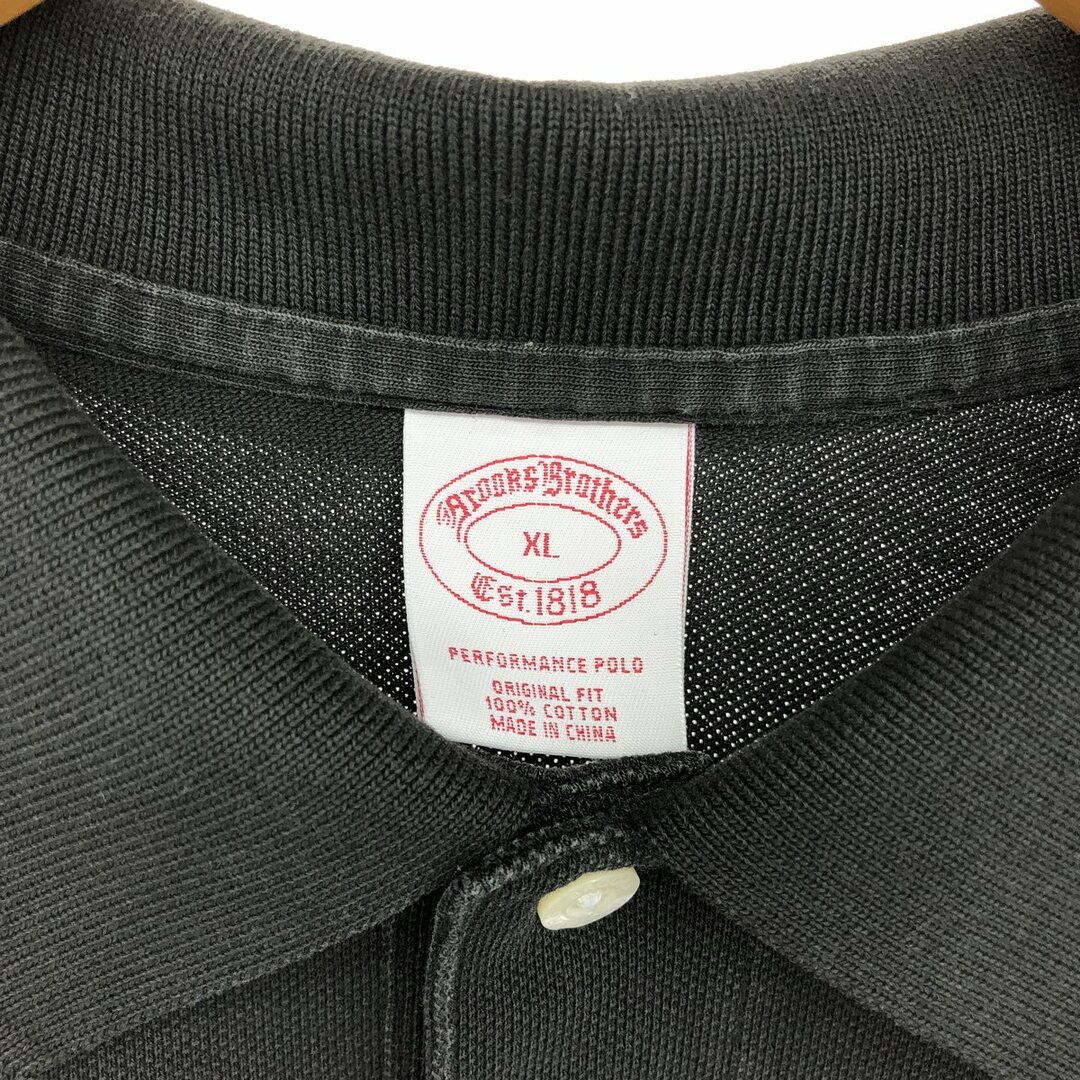 Brooks Brothers
XL
Est. 1818
PERFORMANCE POLO
ORIGINAL FIT
100% COTTON
MADE IN CHINA